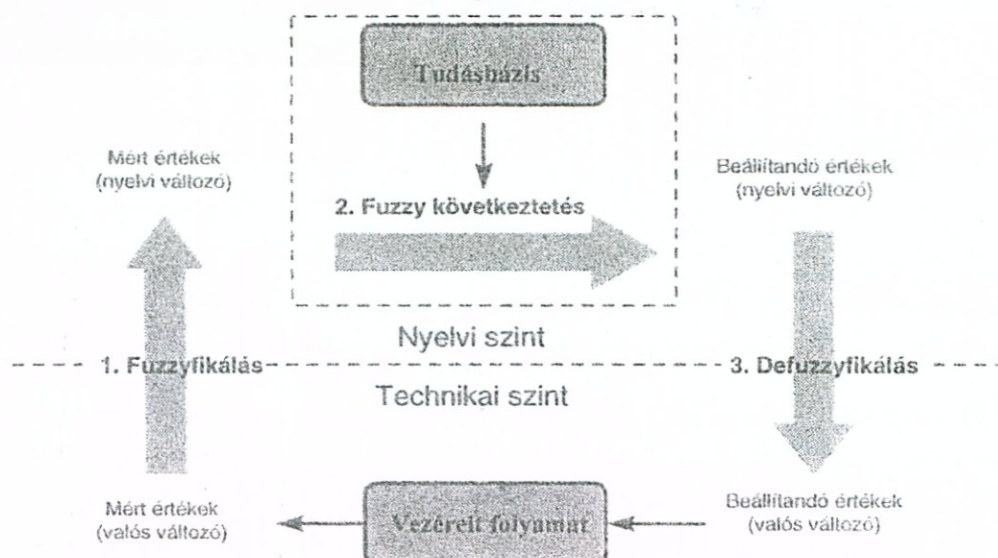 Tudásbázis
Mért értékek
(nyelvi változó)
Beállítandó értékek
(nyelvi változó)
2. Fuzzy következtetés
Nyelvi szint
1. Fuzzyfikálás
3. Defuzzyfikálás
Technikai szint
Mért értékek
(valós változó)
Vezérelt folyamat
Beállítandó értékek
(valós változó)